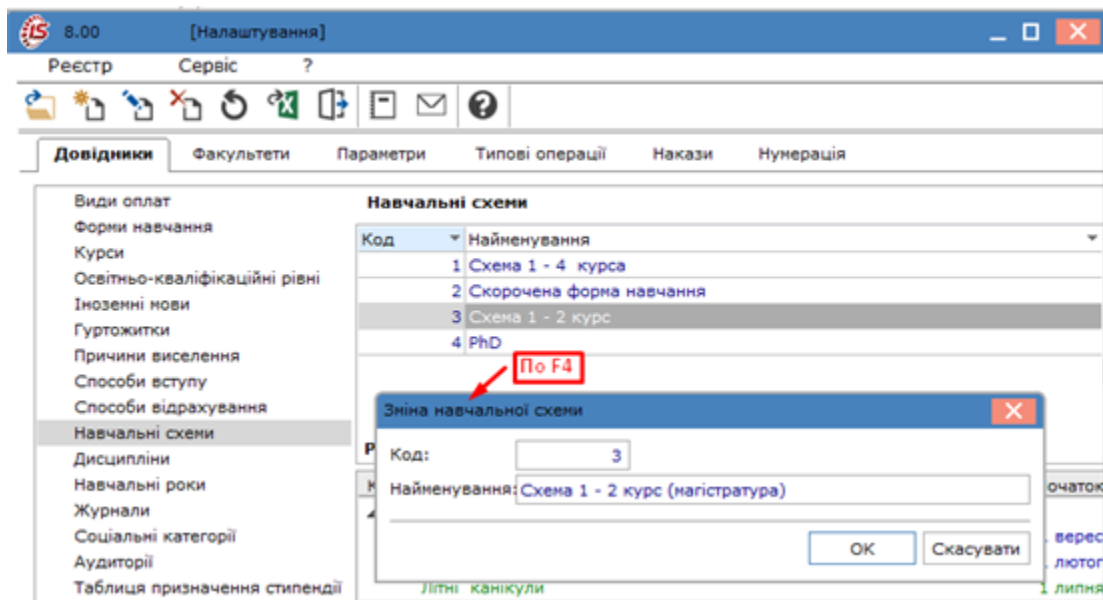 8.00 [Налаштування]
Реєстр Сервіс ?
Довідники Факультети Параметри Типові операції Накази Нумерація
Види оплат
Форми навчання
Курси
Освітньо-кваліфікаційні рівні
Іноземні мови
Гуртожитки
Причини виселення
Способи вступу
Способи відрахування
Навчальні схеми
Дисципліни
Навчальні роки
Журнали
Соціальні категорії
Аудиторії
Таблиця призначення стипендії
Навчальні схеми
Код Найменування
1 Схема 1 - 4 курса
2 Скорочена форма навчання
3 Схема 1 - 2 курс
4 PhD
По F4
Зміна навчальної схеми
Код: 3
Найменування: Схема 1 - 2 курс (магістратура)
ОК Скасувати
Літні канікули 1 липня